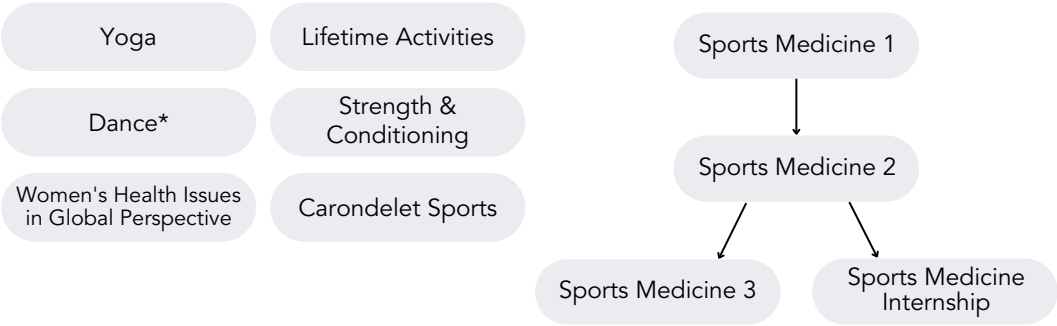 Yoga
Lifetime Activities
Dance*
Strength &
Conditioning
Women's Health Issues
in Global Perspective
Carondelet Sports
Sports Medicine 1
Sports Medicine 2
Sports Medicine 3
Sports Medicine
Internship